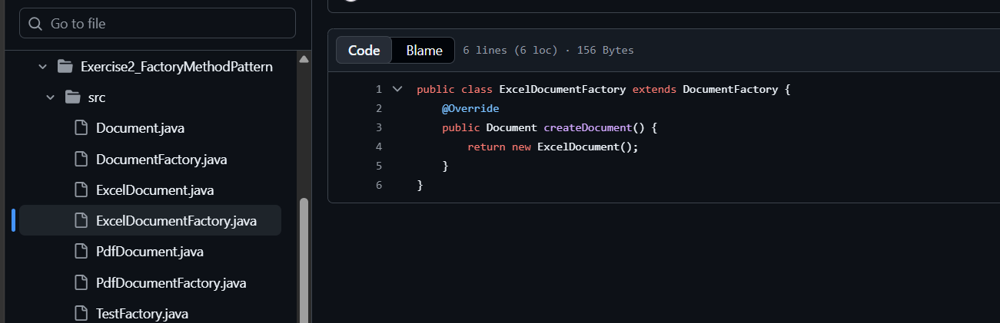 Go to file
Exercise2_FactoryMethodPattern
src
Document.java
DocumentFactory.java
ExcelDocument.java
ExcelDocumentFactory.java
PdfDocument.java
PdfDocumentFactory.java
TestFactory.java
Code Blame 6 lines (6 loc) · 156 Bytes
1 public class ExcelDocumentFactory extends DocumentFactory {
2 @Override
3 public Document createDocument() {
4 return new ExcelDocument();
5 }
6 }